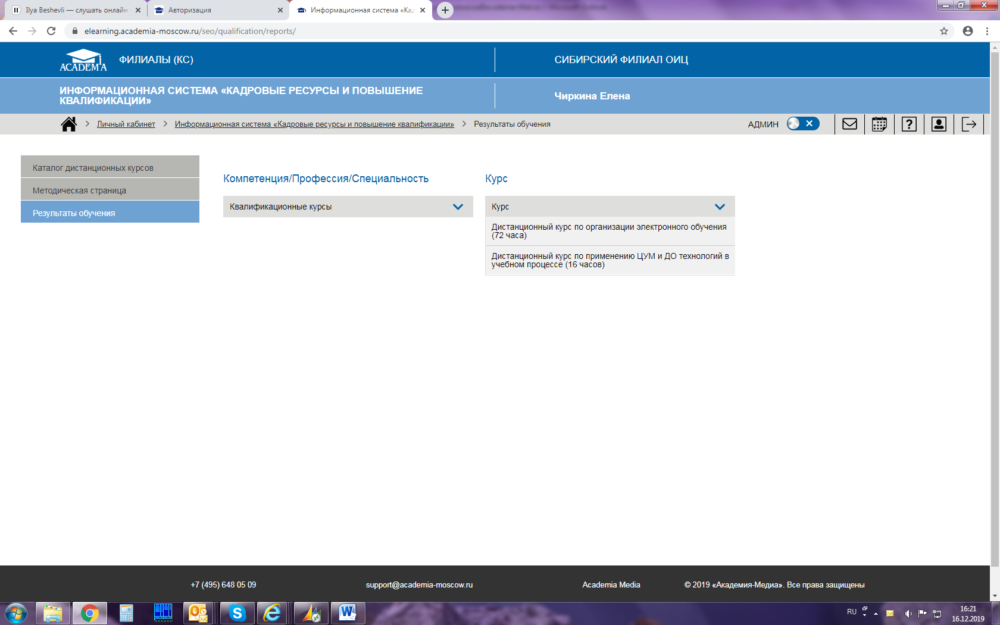 Ilya Beshevli — слушать онлайн
Авторизация
Информационная система «Кад
elearning.academia-moscow.ru/seo/qualification/reports/
ACADEM'A
ФИЛИАЛЫ (КС)
СИБИРСКИЙ ФИЛИАЛ ОИЦ
ИНФОРМАЦИОННАЯ СИСТЕМА «КАДРОВЫЕ РЕСУРСЫ И ПОВЫШЕНИЕ
КВАЛИФИКАЦИИ»
Чиркина Елена
Личный кабинет
Информационная система «Кадровые ресурсы и повышение квалификации»
Результаты обучения
АДМИН
Каталог дистанционных курсов
Методическая страница
Результаты обучения
Компетенция/Профессия/Специальность
Квалификационные курсы
Курс
Курс
Дистанционный курс по организации электронного обучения
(72 часа)
Дистанционный курс по применению ЦУМ и ДО технологий в
учебном процессе (16 часов)
+7 (495) 648 05 09
support@academia-moscow.ru
Academia Media
© 2019 «Академия-Медиа». Все права защищены
RU
16:21
16.12.2019